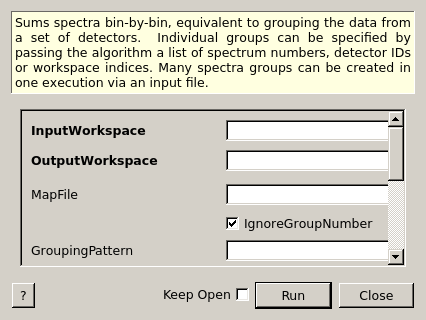 Sums spectra bin-by-bin, equivalent to grouping the data from
a set of detectors. Individual groups can be specified by
passing the algorithm a list of spectrum numbers, detector IDs
or workspace indices. Many spectra groups can be created in
one execution via an input file.
InputWorkspace
OutputWorkspace
MapFile
IgnoreGroupNumber
GroupingPattern
? Keep Open Run Close